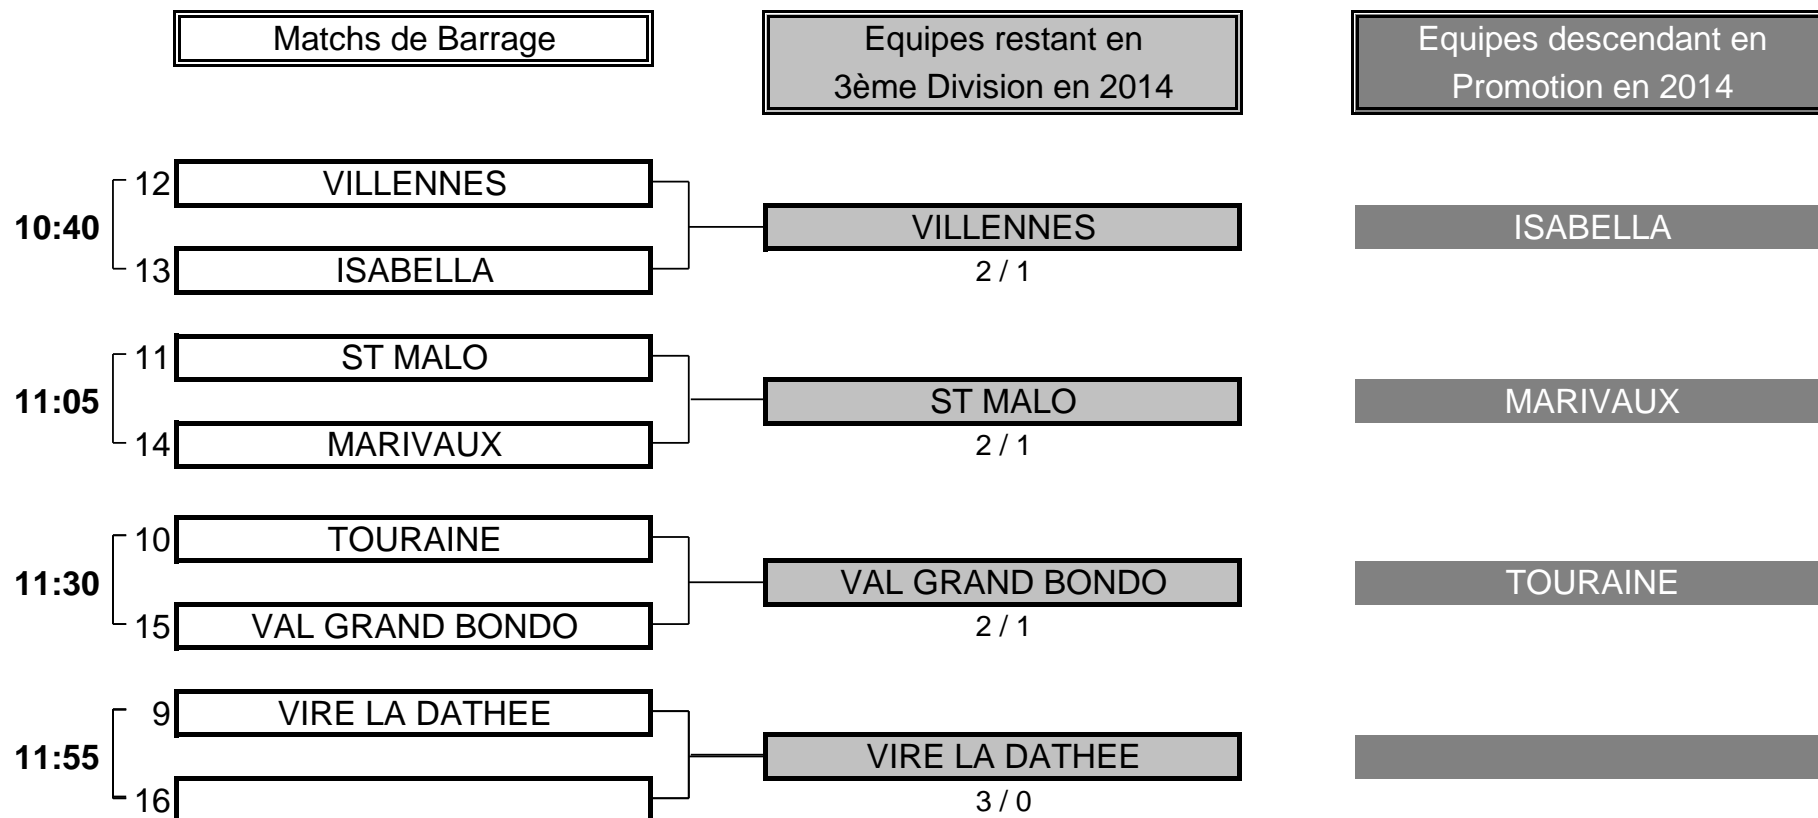 Matchs de Barrage
Equipes restant en
3ème Division en 2014
Equipes descendant en
Promotion en 2014
12 VILLENNES
10:40 VILLENNES ISABELLA
13 ISABELLA 2 / 1
11 ST MALO
11:05 ST MALO MARIVAUX
14 MARIVAUX 2 / 1
10 TOURAINE
11:30 VAL GRAND BONDO TOURAINE
15 VAL GRAND BONDO 2 / 1
9 VIRE LA DATHEE
11:55 VIRE LA DATHEE
16 3 / 0